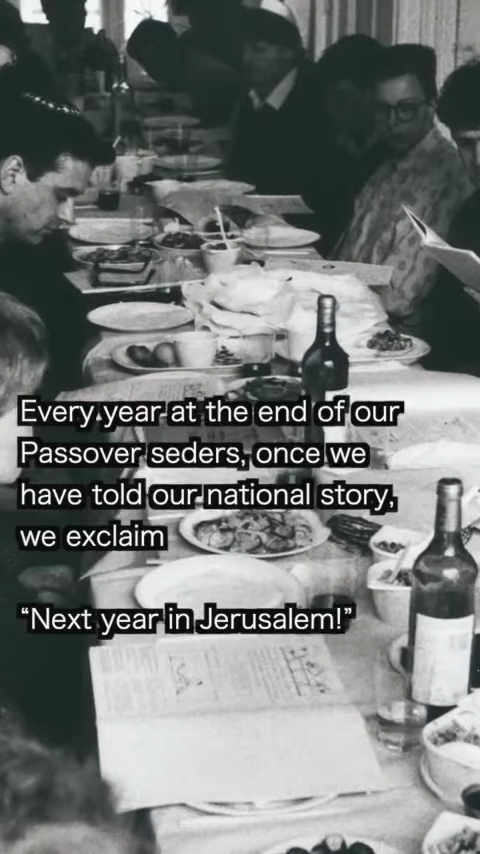 Every year at the end of our
Passover seders, once we
have told our national story,
we exclaim
“Next year in Jerusalem!”